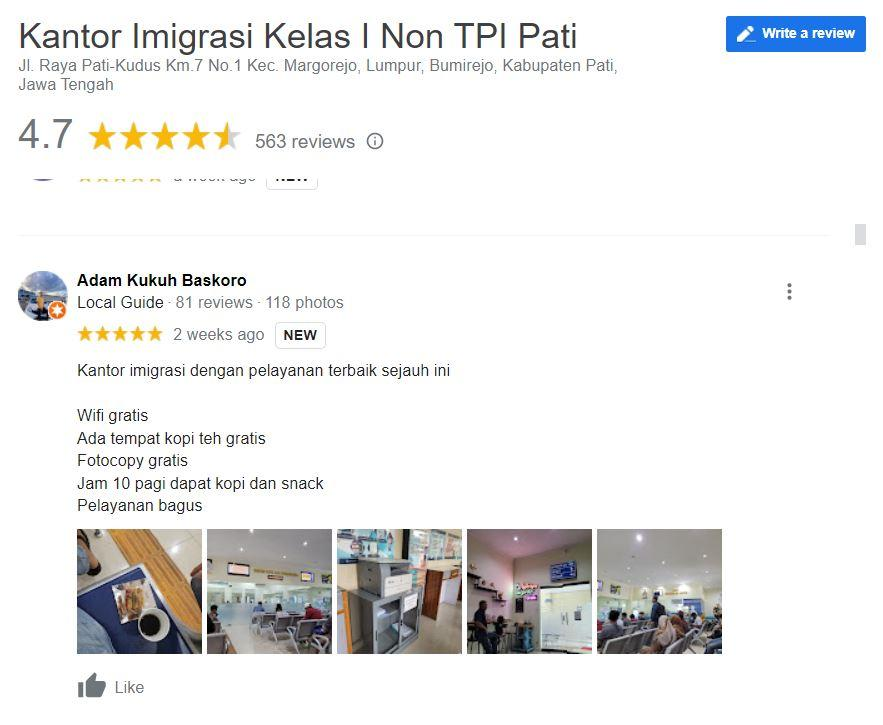 Kantor Imigrasi Kelas I Non TPI Pati
Write a review
Jl. Raya Pati-Kudus Km.7 No.1 Kec. Margorejo, Lumpur, Bumirejo, Kabupaten Pati,
Jawa Tengah
4.7 563 reviews
a week ago NEW
Adam Kukuh Baskoro
Local Guide · 81 reviews · 118 photos
2 weeks ago NEW
Kantor imigrasi dengan pelayanan terbaik sejauh ini
Wifi gratis
Ada tempat kopi teh gratis
Fotocopy gratis
Jam 10 pagi dapat kopi dan snack
Pelayanan bagus
Like